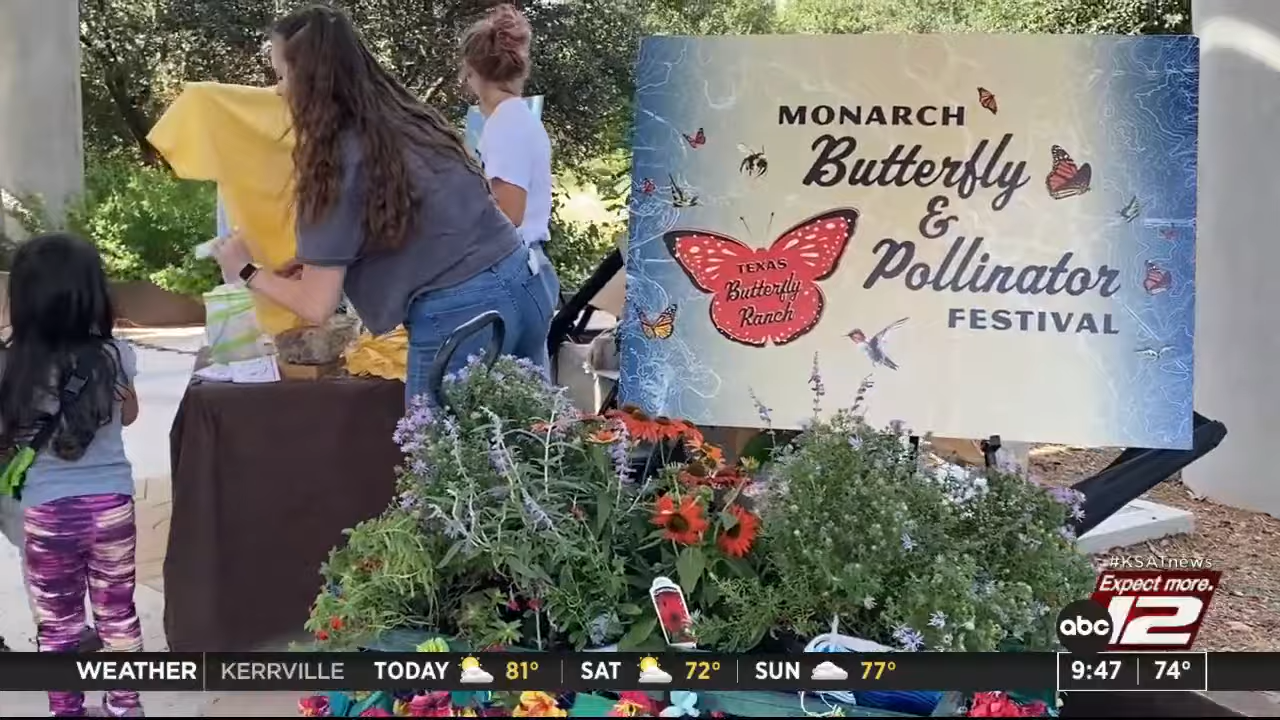 MONARCH
Butterfly
&
Pollinator
FESTIVAL
TEXAS
Butterfly
Ranch
#KSATnews
Expect more.
abc 12
WEATHER KERRVILLE TODAY 81° SAT 72° SUN 77° 9:47 74°